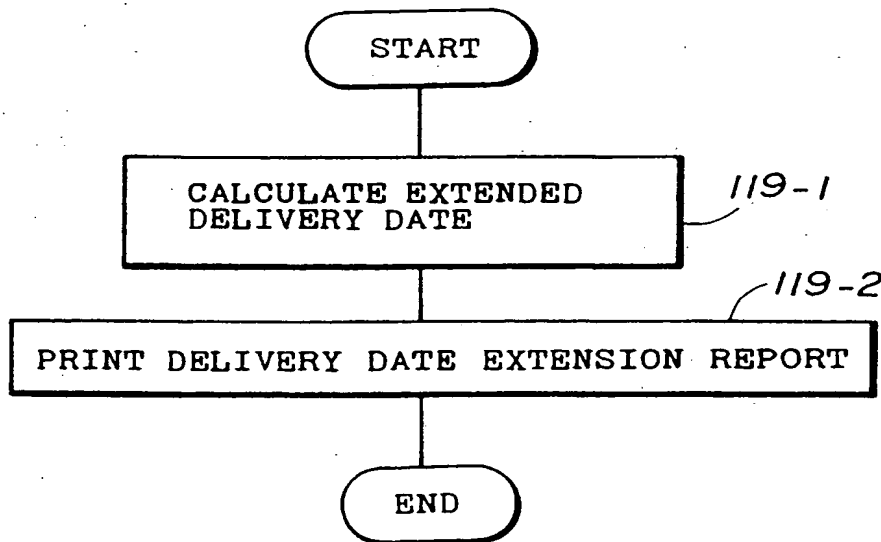 START
CALCULATE EXTENDED
DELIVERY DATE
119-1
119-2
PRINT DELIVERY DATE EXTENSION REPORT
END